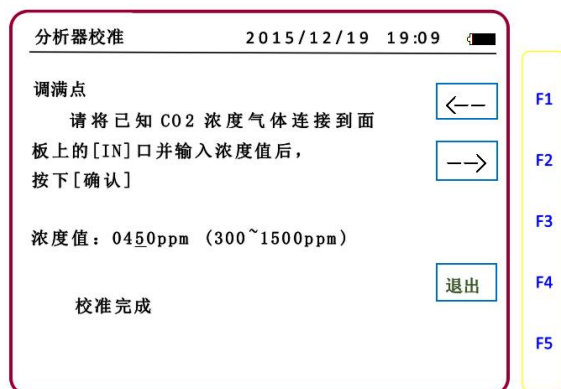 分析器校准 2015/12/19 19:09
调满点
<--
F1
请将已知 CO2 浓度气体连接到面
板上的[IN]口并输入浓度值后，
-->
F2
按下[确认]
F3
浓度值：0450ppm (300~1500ppm)
退出
F4
校准完成
F5